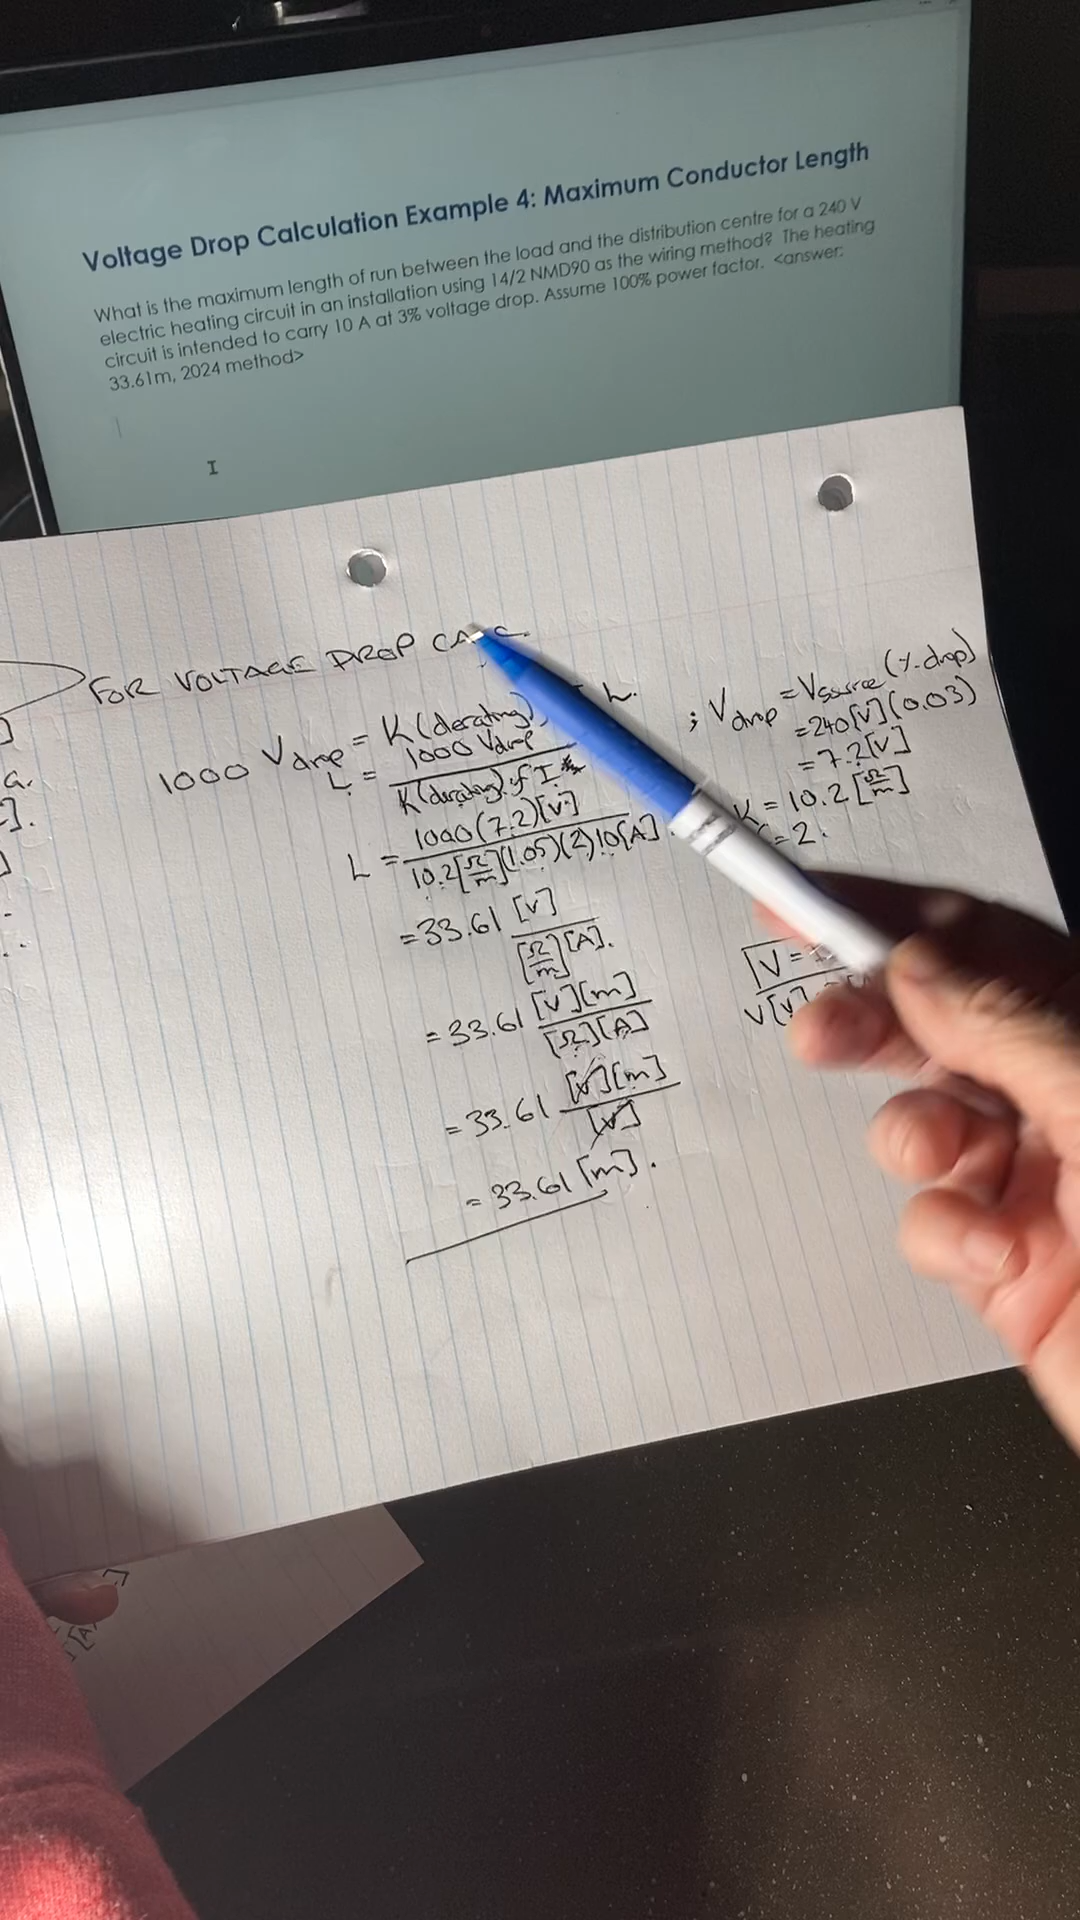 Voltage Drop Calculation Example 4: Maximum Conductor Length
What is the maximum length of run between the load and the distribution centre for a 240 V
electric heating circuit in an installation using 14/2 NMD90 as the wiring method? The heating
circuit is intended to carry 10 A at 3% voltage drop. Assume 100% power factor. <answer:
33.61m, 2024 method>
FOR VOLTAGE DROP
1000 Vdrop = K(derating) L.
L = 1000 Vdrop / K(derating) f I
L = 1000(7.2)[V] / 10.2[Ω/m](1.05)(2)10[A]
= 33.61 [V] / [Ω/m][A].
= 33.61 [V][m] / [Ω][A]
= 33.61 [V][m] / [V]
= 33.61 [m].
; Vdrop = Vsource (%drop)
= 240[V](0.03)
= 7.2[V]
K = 10.2 [Ω/m]
= 2.
V =
V[V]
a.
]
].
]
[A]